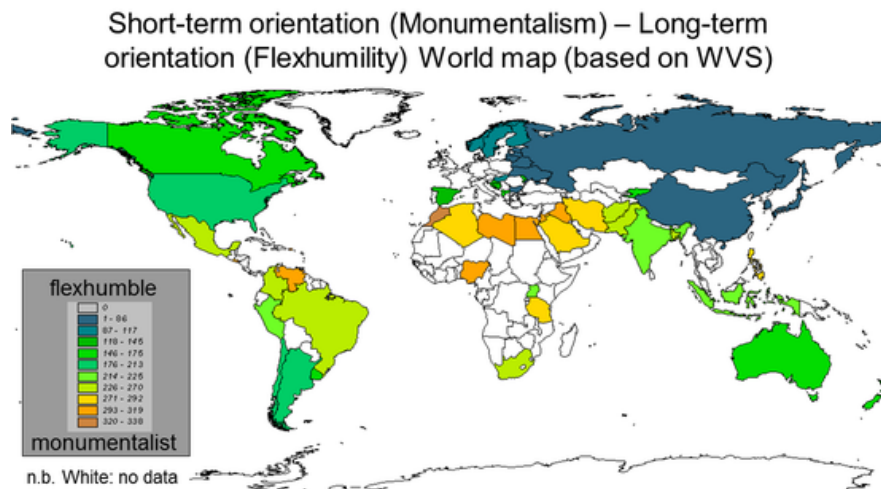 Short-term orientation (Monumentalism) – Long-term
orientation (Flexhumility) World map (based on WVS)
flexhumble
0
1 - 86
87 - 117
118 - 145
146 - 175
176 - 213
214 - 225
226 - 270
271 - 292
293 - 319
320 - 338
monumentalist
n.b. White: no data